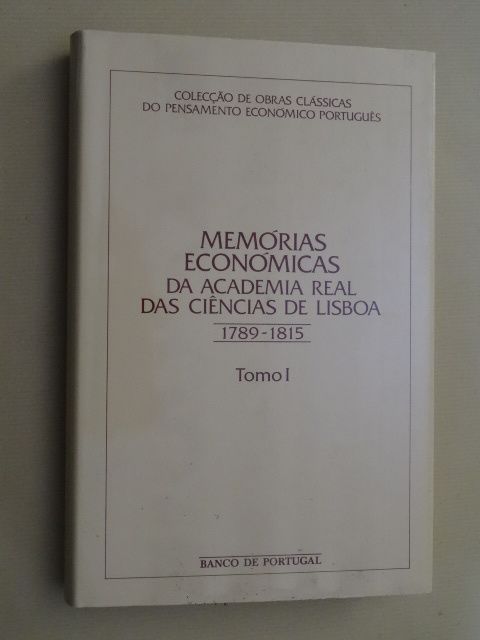 COLECÇÃO DE OBRAS CLÁSSICAS
DO PENSAMENTO ECONÓMICO PORTUGUÊS
MEMÓRIAS
ECONÓMICAS
DA ACADEMIA REAL
DAS CIÊNCIAS DE LISBOA
1789-1815
Tomo I
BANCO DE PORTUGAL